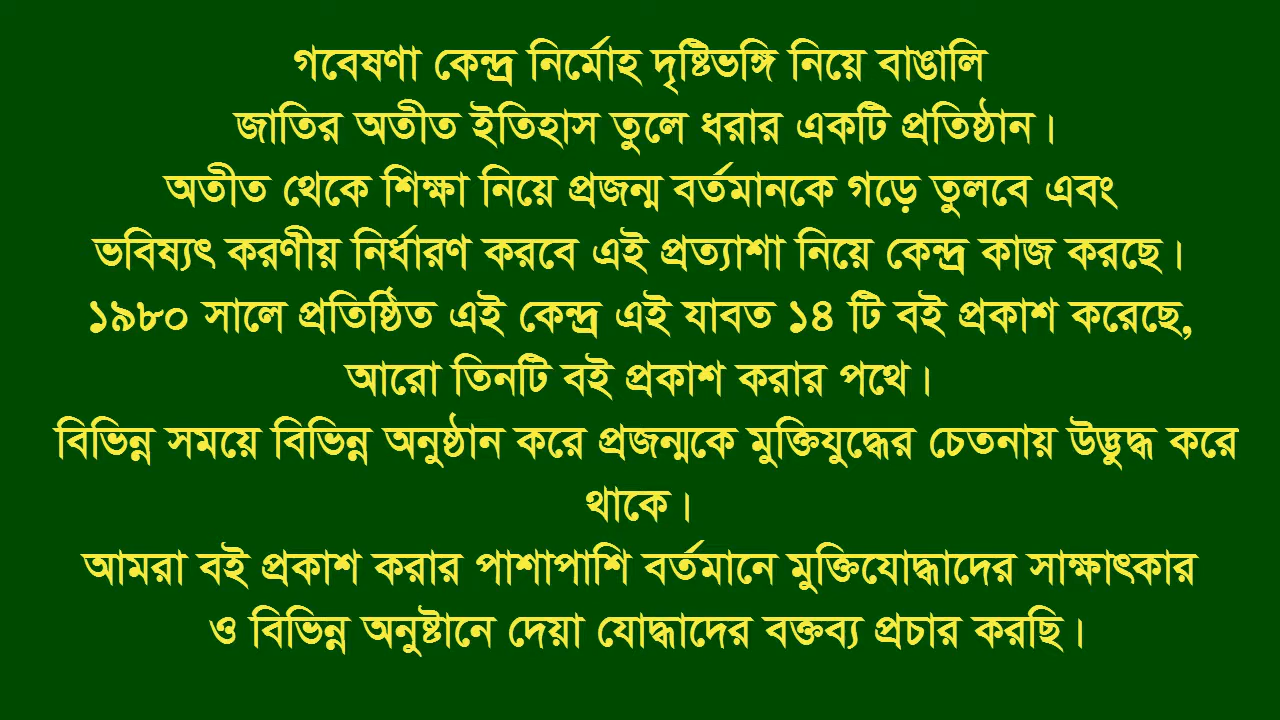 গবেষণা কেন্দ্র নির্মোহ দৃষ্টিভঙ্গি নিয়ে বাঙালি
জাতির অতীত ইতিহাস তুলে ধরার একটি প্রতিষ্ঠান।
অতীত থেকে শিক্ষা নিয়ে প্রজন্ম বর্তমানকে গড়ে তুলবে এবং
ভবিষ্যৎ করণীয় নির্ধারণ করবে এই প্রত্যাশা নিয়ে কেন্দ্র কাজ করছে।
১৯৮০ সালে প্রতিষ্ঠিত এই কেন্দ্র এই যাবত ১৪ টি বই প্রকাশ করেছে,
আরো তিনটি বই প্রকাশ করার পথে।
বিভিন্ন সময়ে বিভিন্ন অনুষ্ঠান করে প্রজন্মকে মুক্তিযুদ্ধের চেতনায় উদ্ভুদ্ধ করে
থাকে।
আমরা বই প্রকাশ করার পাশাপাশি বর্তমানে মুক্তিযোদ্ধাদের সাক্ষাৎকার
ও বিভিন্ন অনুষ্টানে দেয়া যোদ্ধাদের বক্তব্য প্রচার করছি।